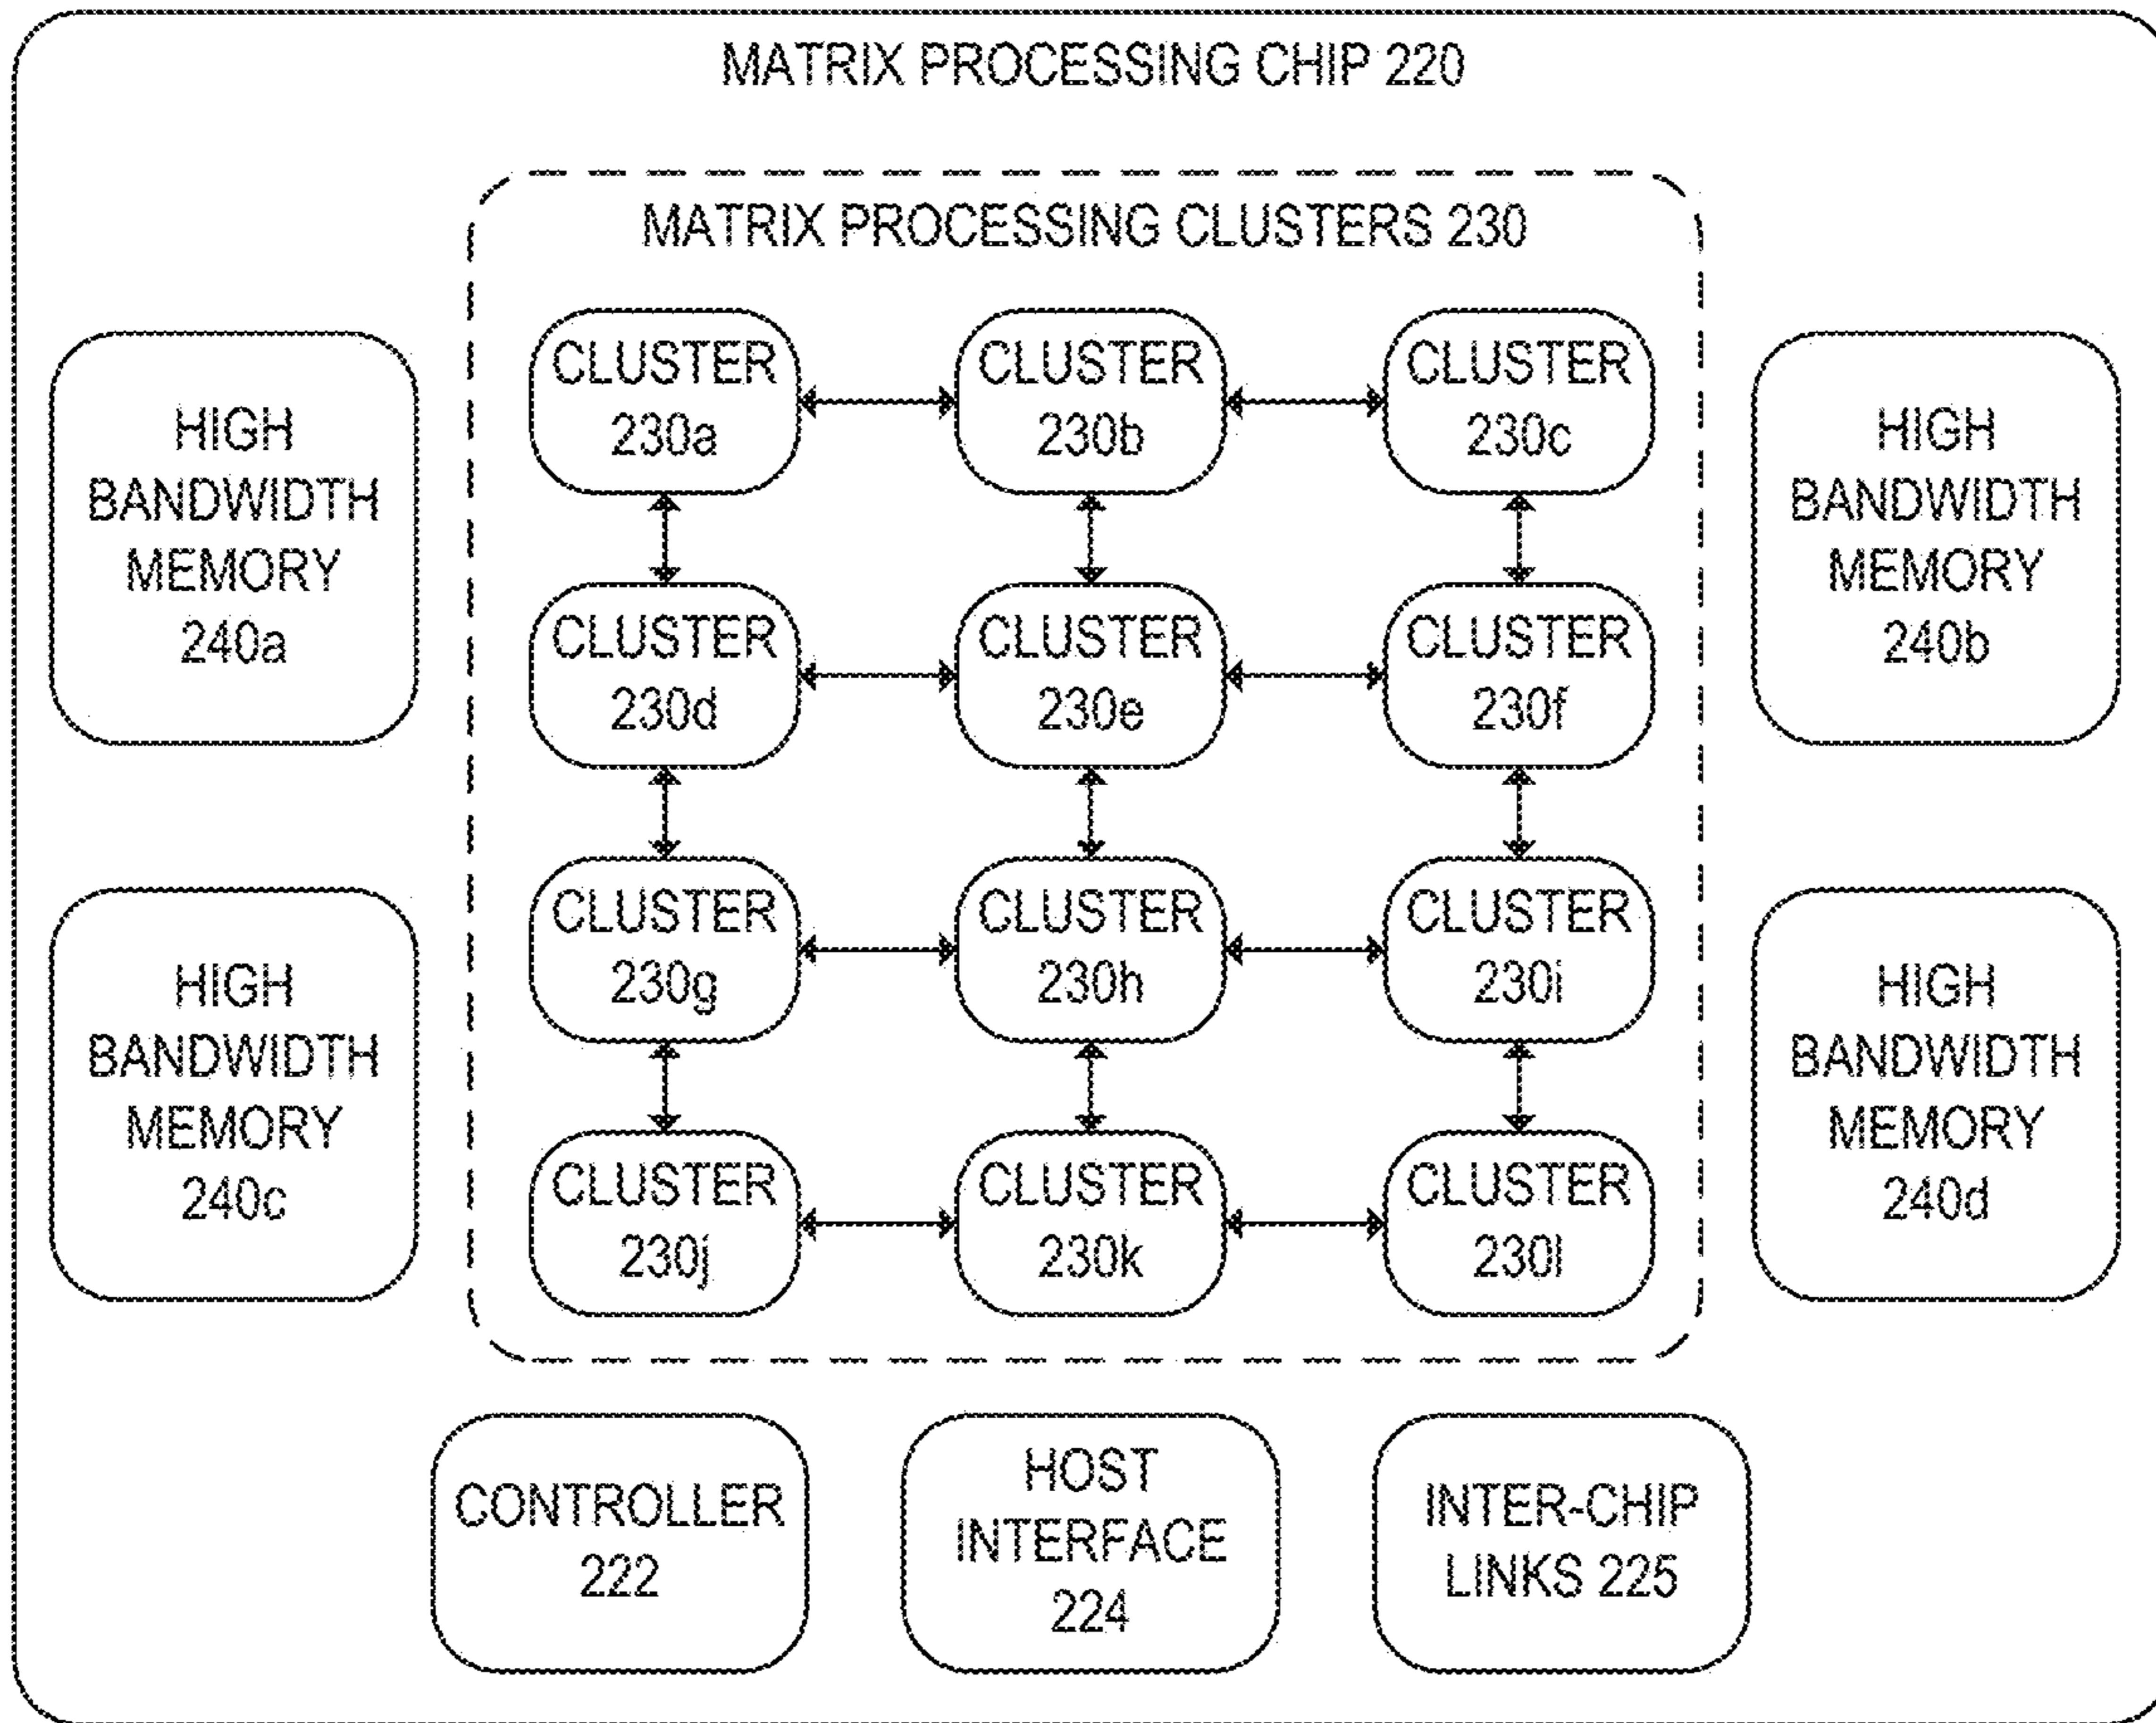 MATRIX PROCESSING CHIP 220
MATRIX PROCESSING CLUSTERS 230
CLUSTER
230a
CLUSTER
230b
CLUSTER
230c
HIGH
BANDWIDTH
MEMORY
240a
HIGH
BANDWIDTH
MEMORY
240b
CLUSTER
230d
CLUSTER
230e
CLUSTER
230f
CLUSTER
230g
CLUSTER
230h
CLUSTER
230i
HIGH
BANDWIDTH
MEMORY
240c
HIGH
BANDWIDTH
MEMORY
240d
CLUSTER
230j
CLUSTER
230k
CLUSTER
230l
CONTROLLER
222
HOST
INTERFACE
224
INTER-CHIP
LINKS 225